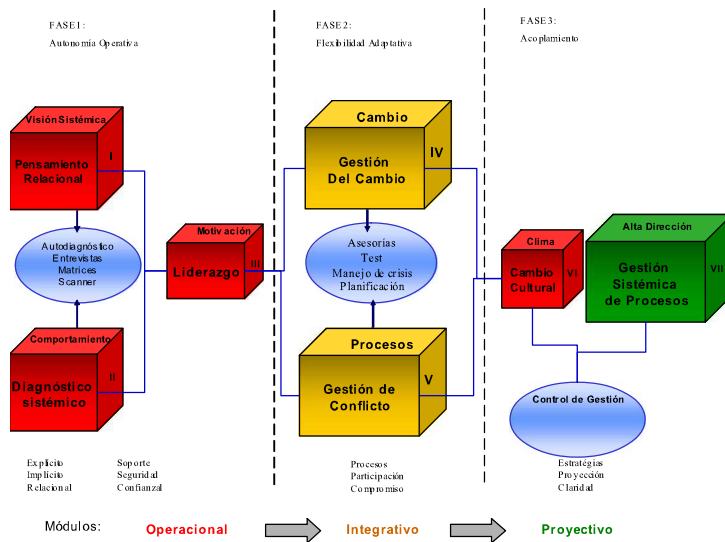 FASE 1:
Autonomía Operativa
FASE 2:
Flexibilidad Adaptativa
FASE 3:
Acoplamiento
Visión Sistémica
I
Pensamiento
Relacional
Autodiagnóstico
Entrevistas
Matrices
Scanner
Comportamiento
II
Diagnóstico
sistémico
Motivación
Liderazgo
III
Cambio
IV
Gestión
Del Cambio
Asesorías
Test
Manejo de crisis
Planificación
Procesos
V
Gestión de
Conflicto
Clima
Cambio
Cultural
VI
Alta Dirección
Gestión
Sistémica
de Procesos
VII
Control de Gestión
Explícito
Implícito
Relacional
Soporte
Seguridad
Confianzal
Procesos
Participación
Compromiso
Estratégias
Proyección
Claridad
Módulos:
Operacional
Integrativo
Proyectivo